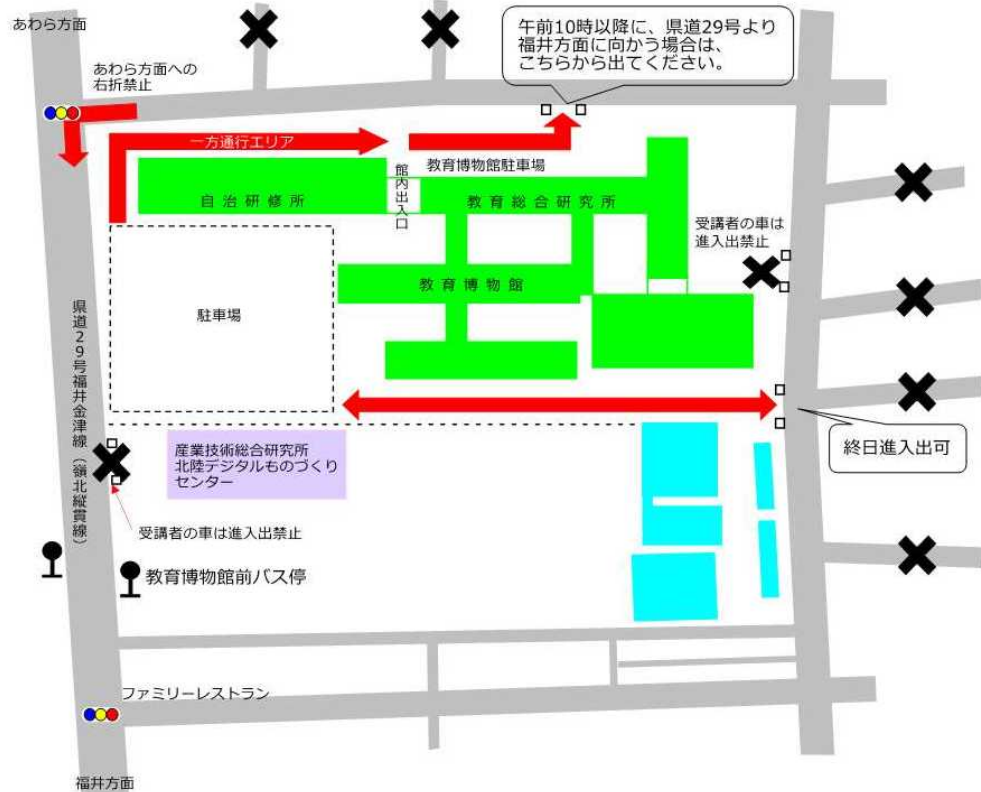 あわら方面
午前10時以降に、県道29号より
福井方面に向かう場合は、
こちらから出てください。
あわら方面への
右折禁止
一方通行エリア
教育博物館駐車場
館内出入口
自治研修所
教育総合研究所
受講者の車は
進入出禁止
教育博物館
駐車場
県道29号福井金津線（嶺北縦貫線）
終日進入出可
産業技術総合研究所
北陸デジタルものづくり
センター
受講者の車は進入出禁止
教育博物館前バス停
ファミリーレストラン
福井方面